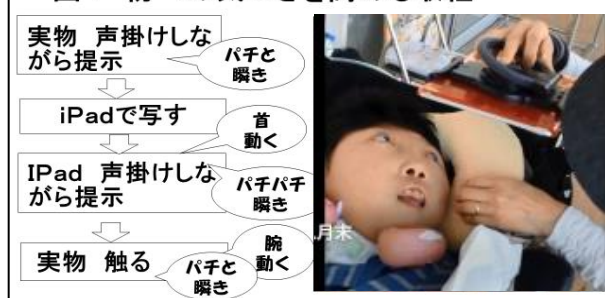 実物 声掛けしな
がら提示
パチと
瞬き
iPadで写す
首
動く
IPad 声掛けしな
がら提示
パチパチ
瞬き
実物 触る
腕
動く
パチと
瞬き
月末